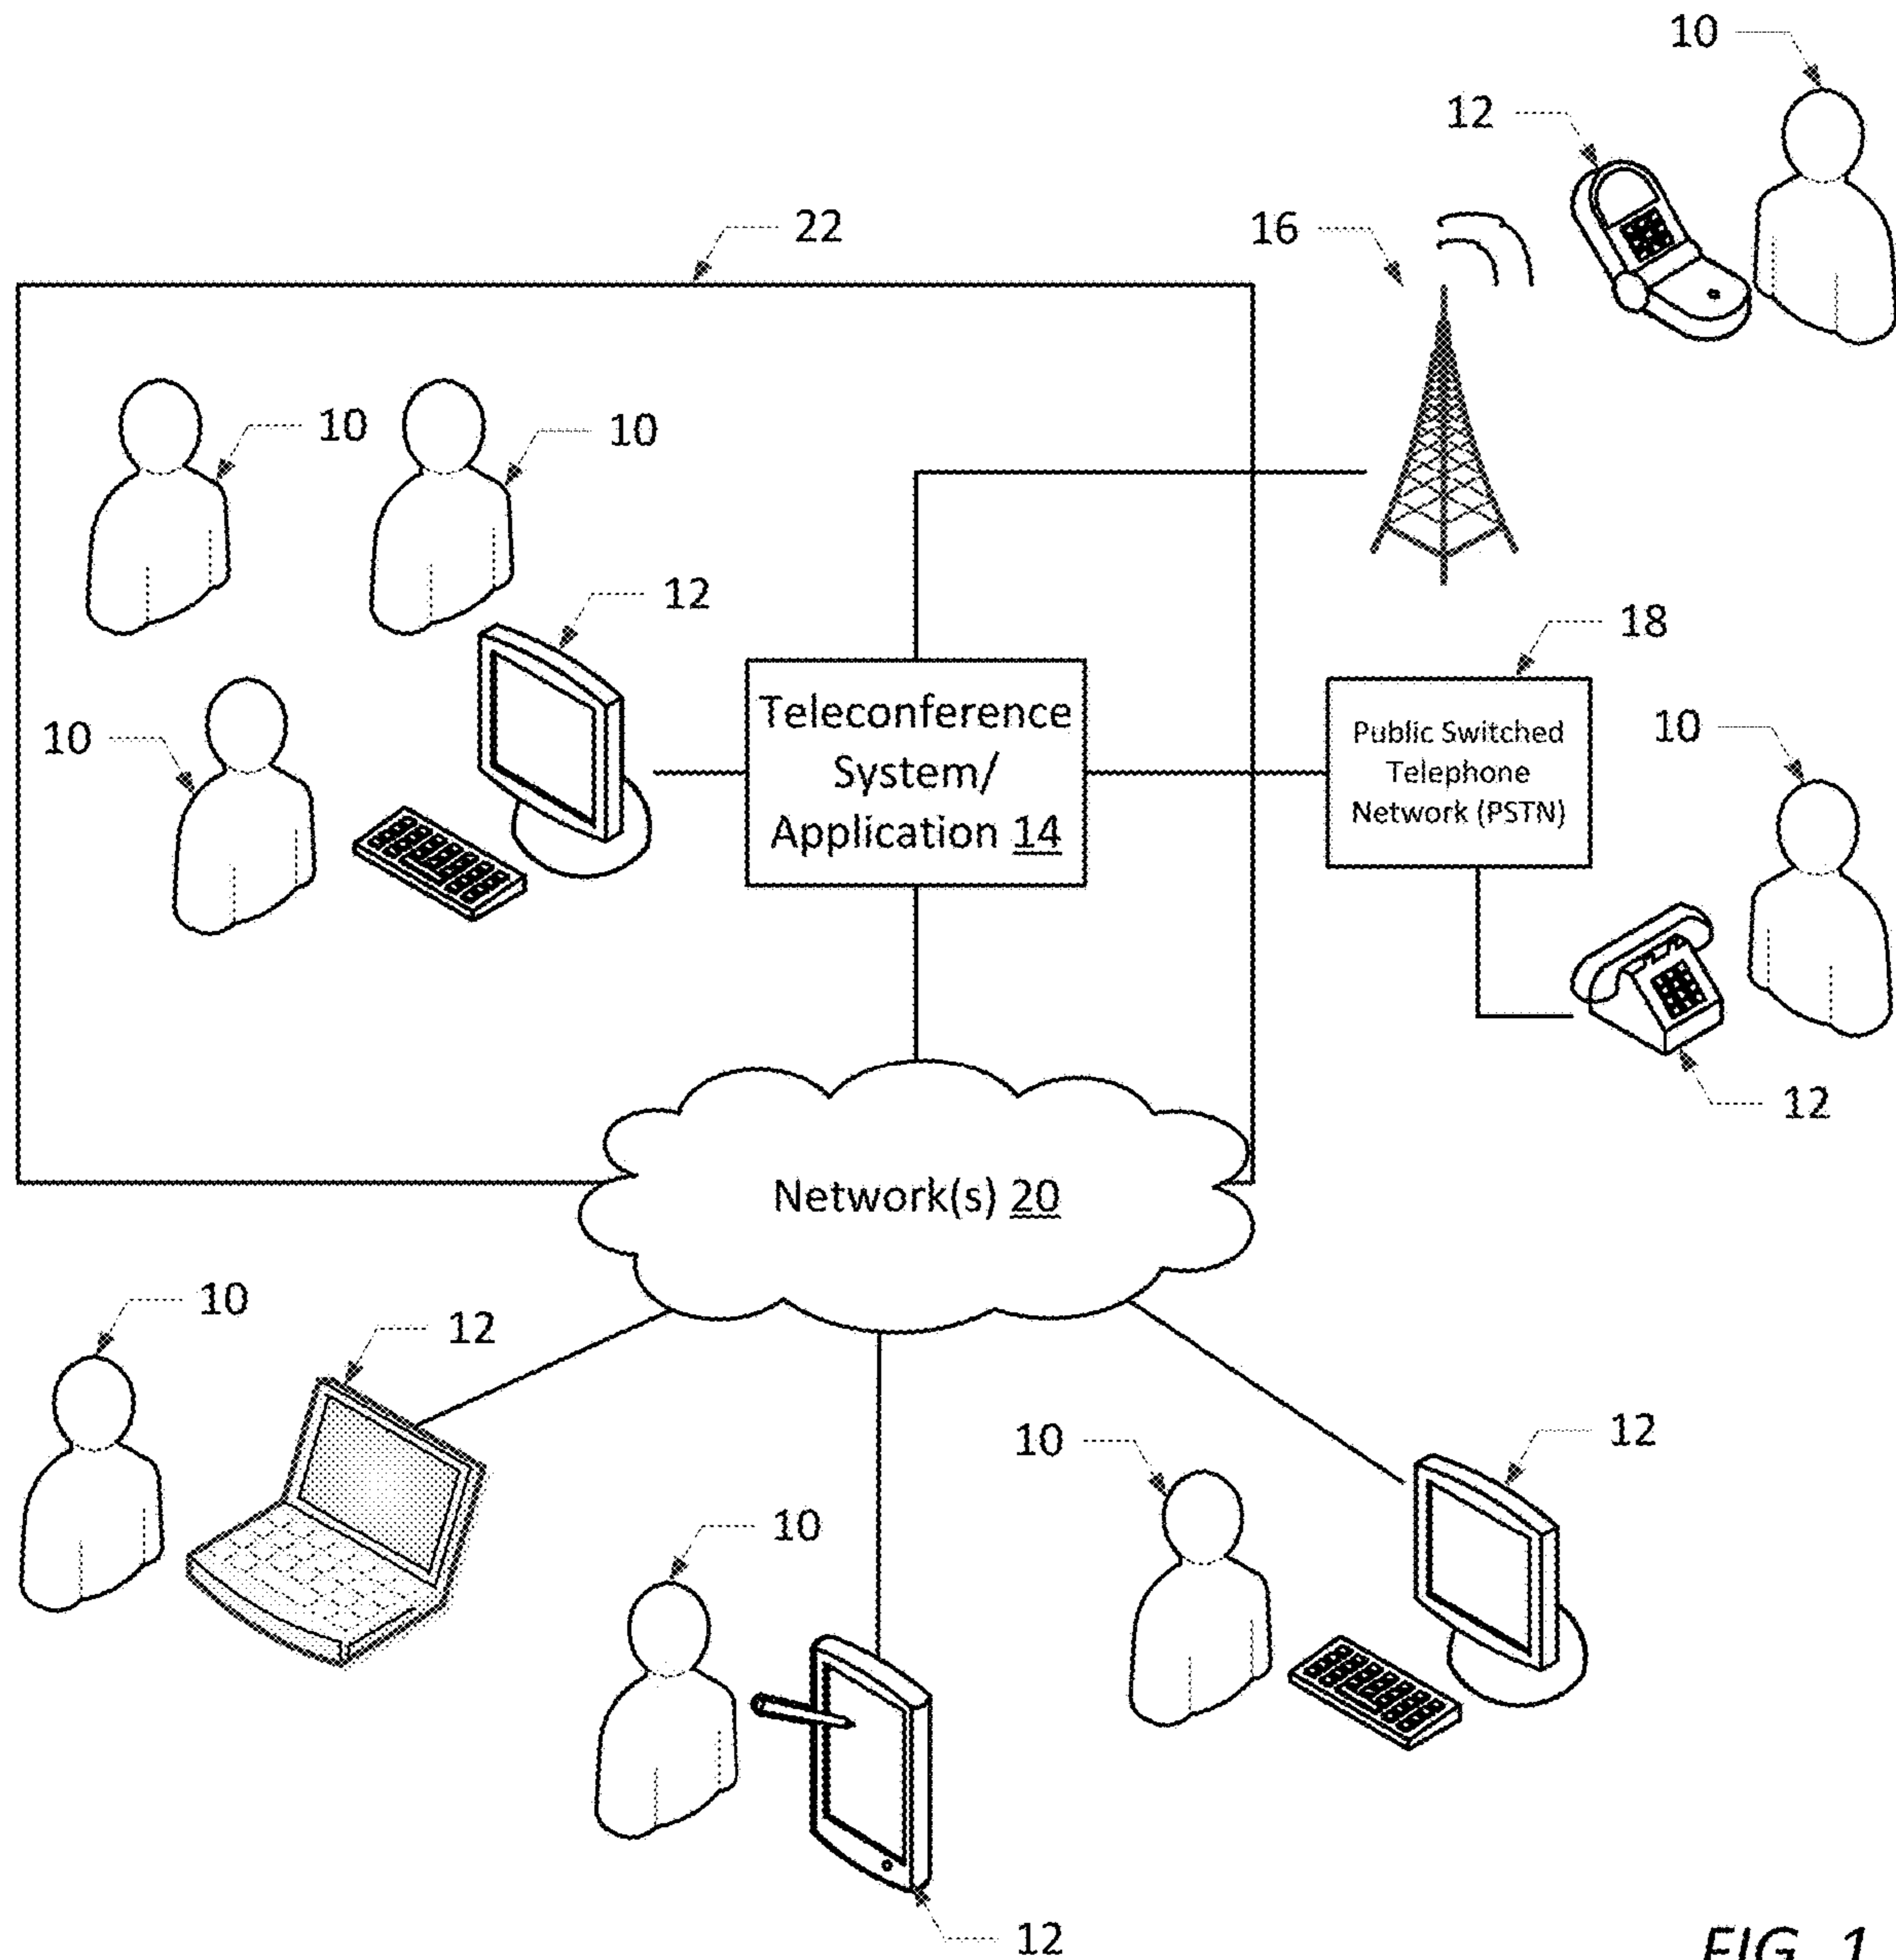 10
12
22
16
10
10
12
18
Teleconference
System/
Application 14
Public Switched
Telephone
Network (PSTN)
10
10
12
Network(s) 20
10
12
10
12
10
12
FIG. 1